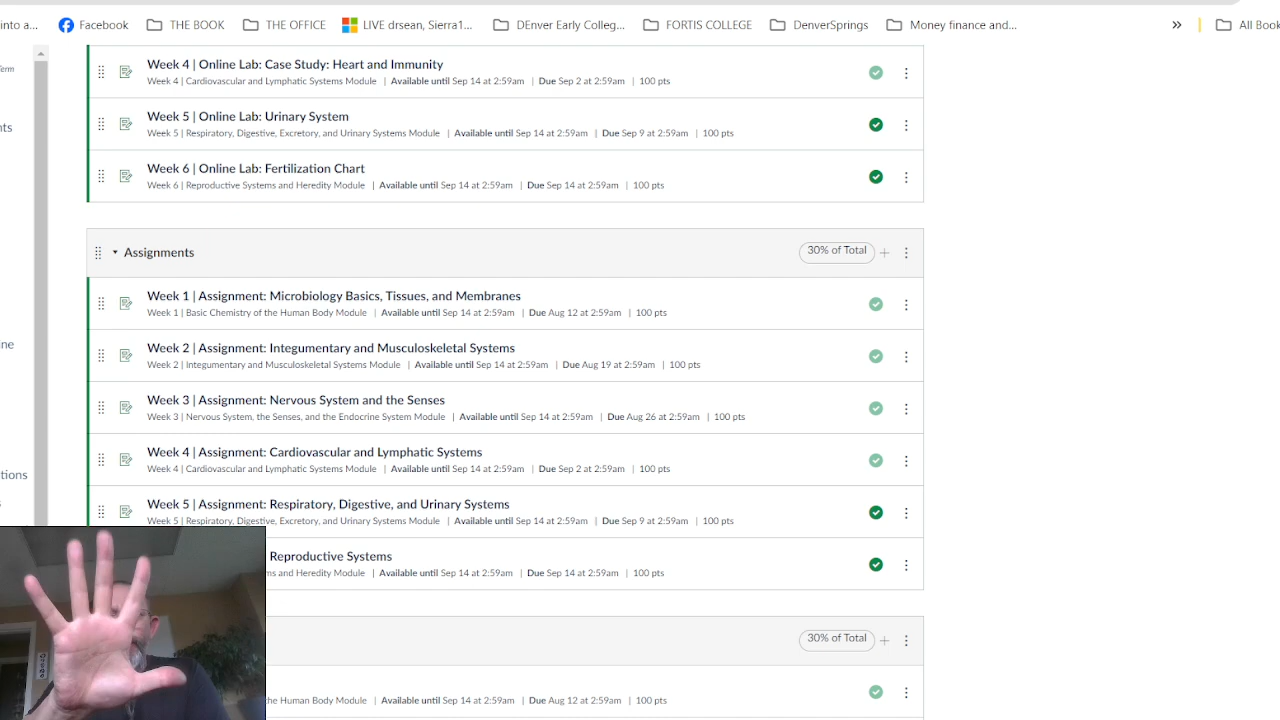 into a...
Facebook
THE BOOK
THE OFFICE
LIVE drsean, Sierra1...
DEnver Early Colleg...
FORTIS COLLEGE
DenverSprings
Money finance and...
»
All Book
Term
nts
ine
tions
s
Week 4 | Online Lab: Case Study: Heart and Immunity
Week 4 | Cardiovascular and Lymphatic Systems Module | Available until Sep 14 at 2:59am | Due Sep 2 at 2:59am | 100 pts
Week 5 | Online Lab: Urinary System
Week 5 | Respiratory, Digestive, Excretory, and Urinary Systems Module | Available until Sep 14 at 2:59am | Due Sep 9 at 2:59am | 100 pts
Week 6 | Online Lab: Fertilization Chart
Week 6 | Reproductive Systems and Heredity Module | Available until Sep 14 at 2:59am | Due Sep 14 at 2:59am | 100 pts
Assignments 30% of Total +
Week 1 | Assignment: Microbiology Basics, Tissues, and Membranes
Week 1 | Basic Chemistry of the Human Body Module | Available until Sep 14 at 2:59am | Due Aug 12 at 2:59am | 100 pts
Week 2 | Assignment: Integumentary and Musculoskeletal Systems
Week 2 | Integumentary and Musculoskeletal Systems Module | Available until Sep 14 at 2:59am | Due Aug 19 at 2:59am | 100 pts
Week 3 | Assignment: Nervous System and the Senses
Week 3 | Nervous System, the Senses, and the Endocrine System Module | Available until Sep 14 at 2:59am | Due Aug 26 at 2:59am | 100 pts
Week 4 | Assignment: Cardiovascular and Lymphatic Systems
Week 4 | Cardiovascular and Lymphatic Systems Module | Available until Sep 14 at 2:59am | Due Sep 2 at 2:59am | 100 pts
Week 5 | Assignment: Respiratory, Digestive, and Urinary Systems
Week 5 | Respiratory, Digestive, Excretory, and Urinary Systems Module | Available until Sep 14 at 2:59am | Due Sep 9 at 2:59am | 100 pts
Reproductive Systems
ms and Heredity Module | Available until Sep 14 at 2:59am | Due Sep 14 at 2:59am | 100 pts
30% of Total +
he Human Body Module | Available until Sep 14 at 2:59am | Due Aug 12 at 2:59am | 100 pts